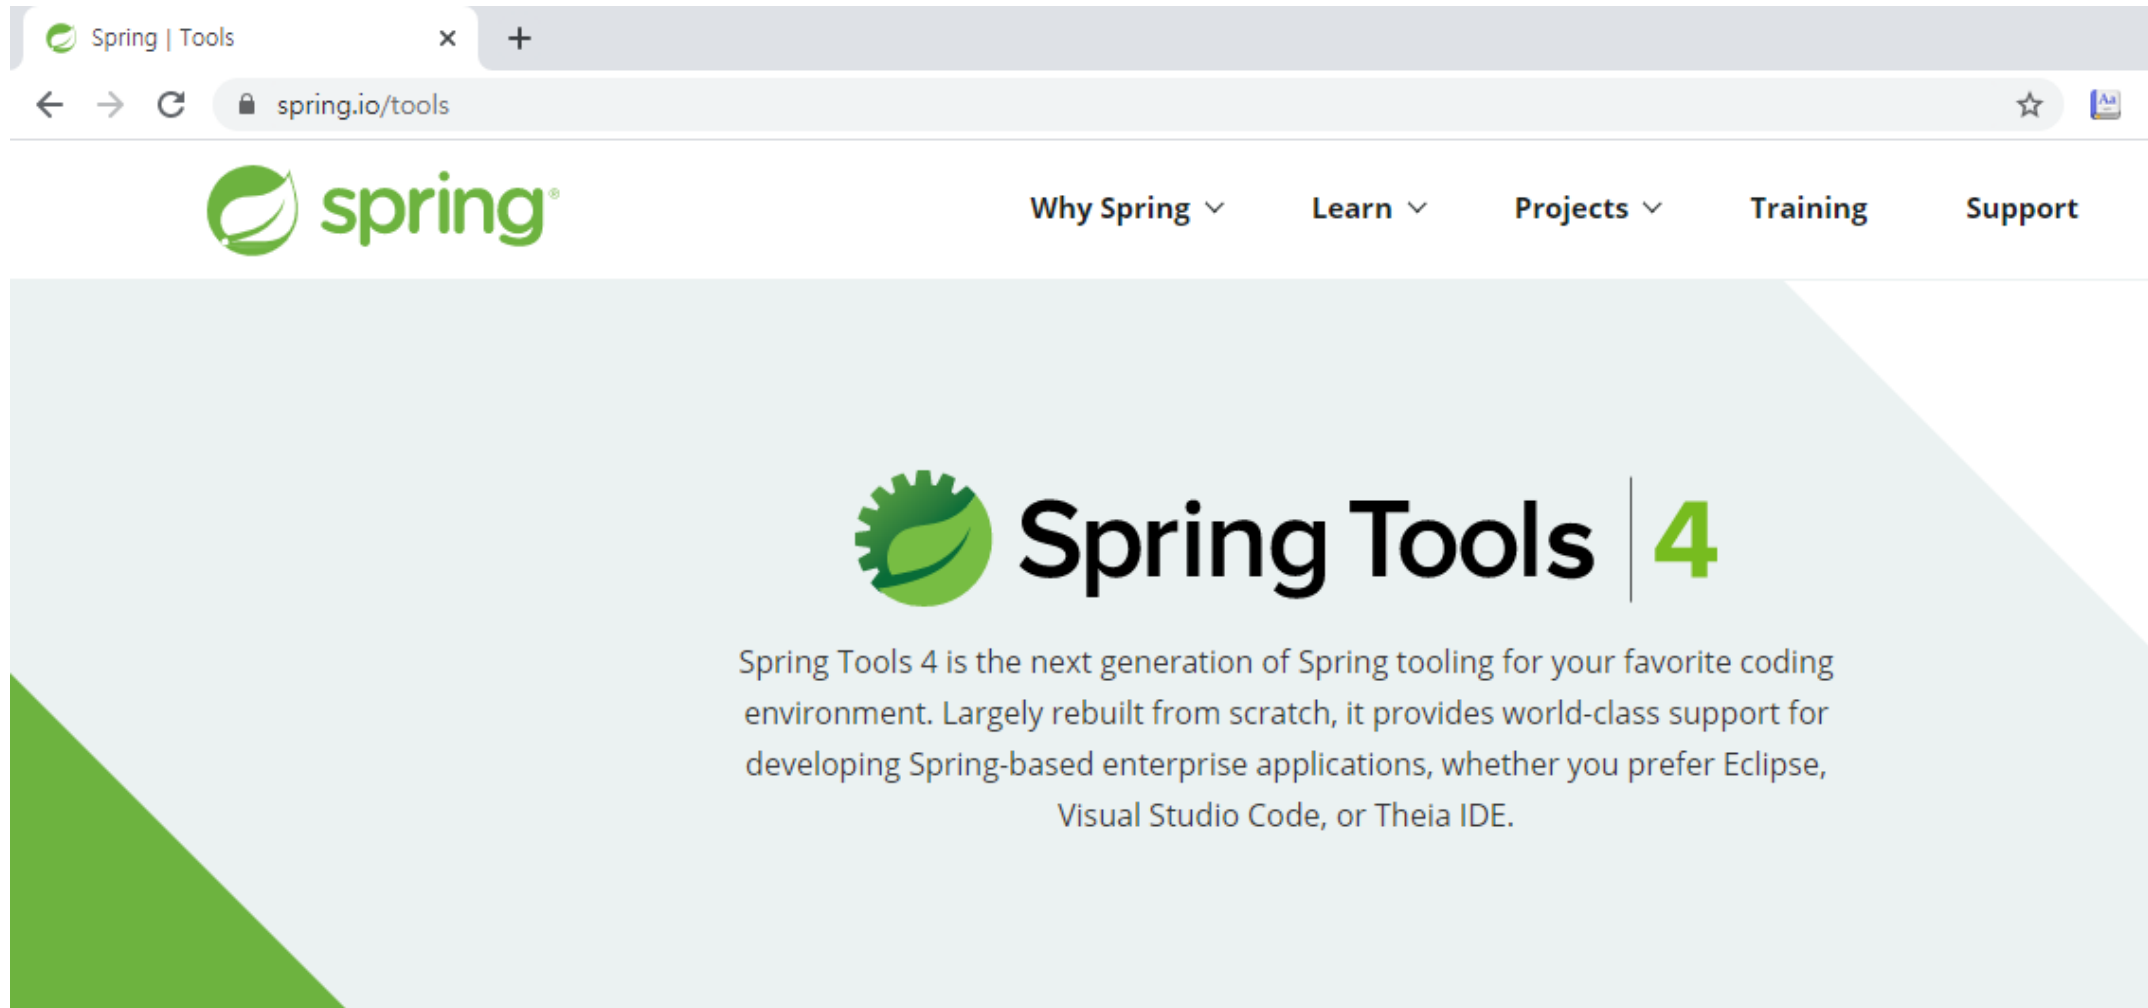 Spring | Tools
spring.io/tools
Aa
spring®
Why Spring Learn Projects Training Support
Spring Tools 4
Spring Tools 4 is the next generation of Spring tooling for your favorite coding
environment. Largely rebuilt from scratch, it provides world-class support for
developing Spring-based enterprise applications, whether you prefer Eclipse,
Visual Studio Code, or Theia IDE.